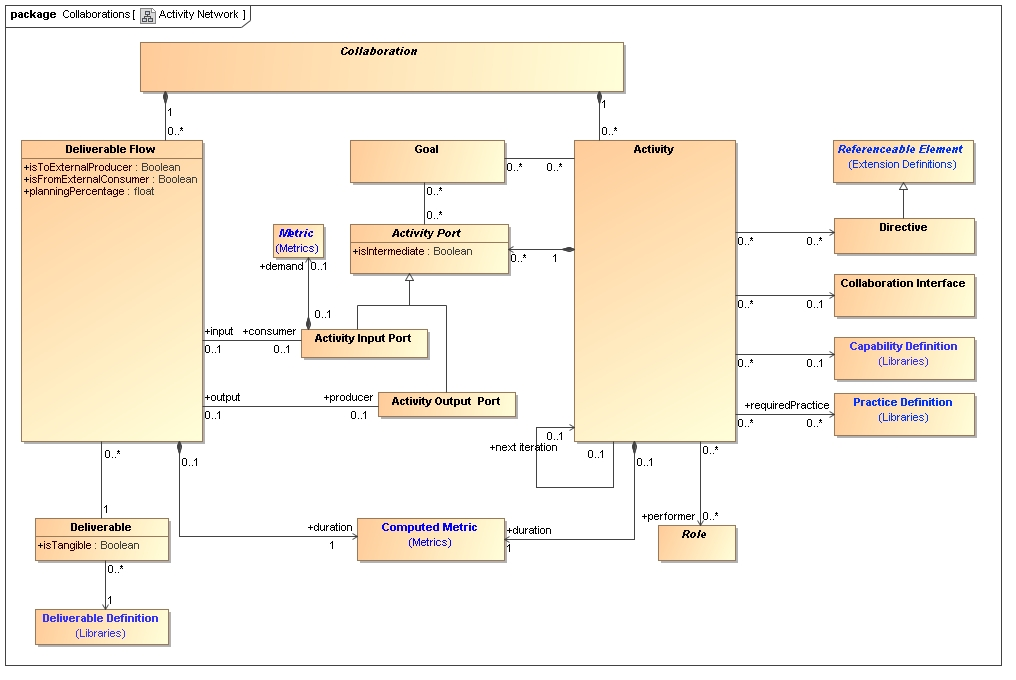 package Collaborations [ Activity Network ]
Collaboration
1
0..*
1
0..*
Deliverable Flow
+isToExternalProducer : Boolean
+isFromExternalConsumer : Boolean
+planningPercentage : float
Goal
0..*
0..*
Activity
Referenceable Element
(Extension Definitions)
0..*
0..*
Metric
(Metrics)
+demand
0..1
0..1
Activity Port
+isIntermediate : Boolean
0..*
1
0..*
0..*
Directive
0..*
0..1
Collaboration Interface
+input
0..1
+consumer
0..1
Activity Input Port
0..*
0..1
Capability Definition
(Libraries)
+output
0..1
+producer
0..1
Activity Output Port
+requiredPractice
0..*
0..*
Practice Definition
(Libraries)
0..1
+next iteration
0..1
0..*
0..1
0..1
0..*
1
Deliverable
+isTangible : Boolean
+duration
1
Computed Metric
(Metrics)
+duration
1
+performer
0..*
Role
0..*
1
Deliverable Definition
(Libraries)